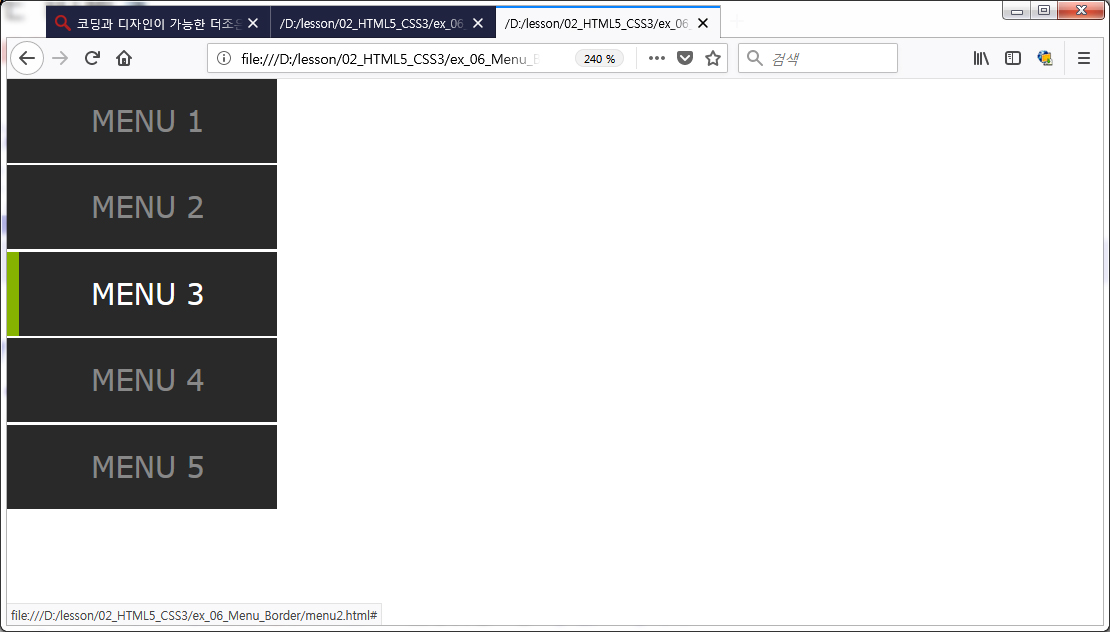 코딩과 디자인이 가능한 더조은
/D:/lesson/02_HTML5_CSS3/ex_06_
/D:/lesson/02_HTML5_CSS3/ex_06_
file:///D:/lesson/02_HTML5_CSS3/ex_06_Menu_B
240 %
검색
MENU 1
MENU 2
MENU 3
MENU 4
MENU 5
file:///D:/lesson/02_HTML5_CSS3/ex_06_Menu_Border/menu2.html#